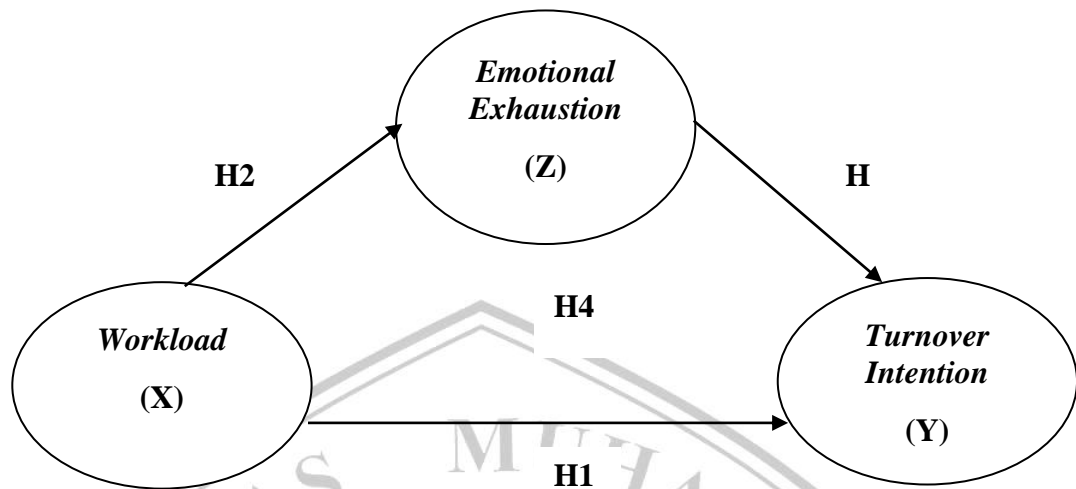 Emotional
Exhaustion
(Z)
H2
H
H4
Workload
(X)
Turnover
Intention
(Y)
H1